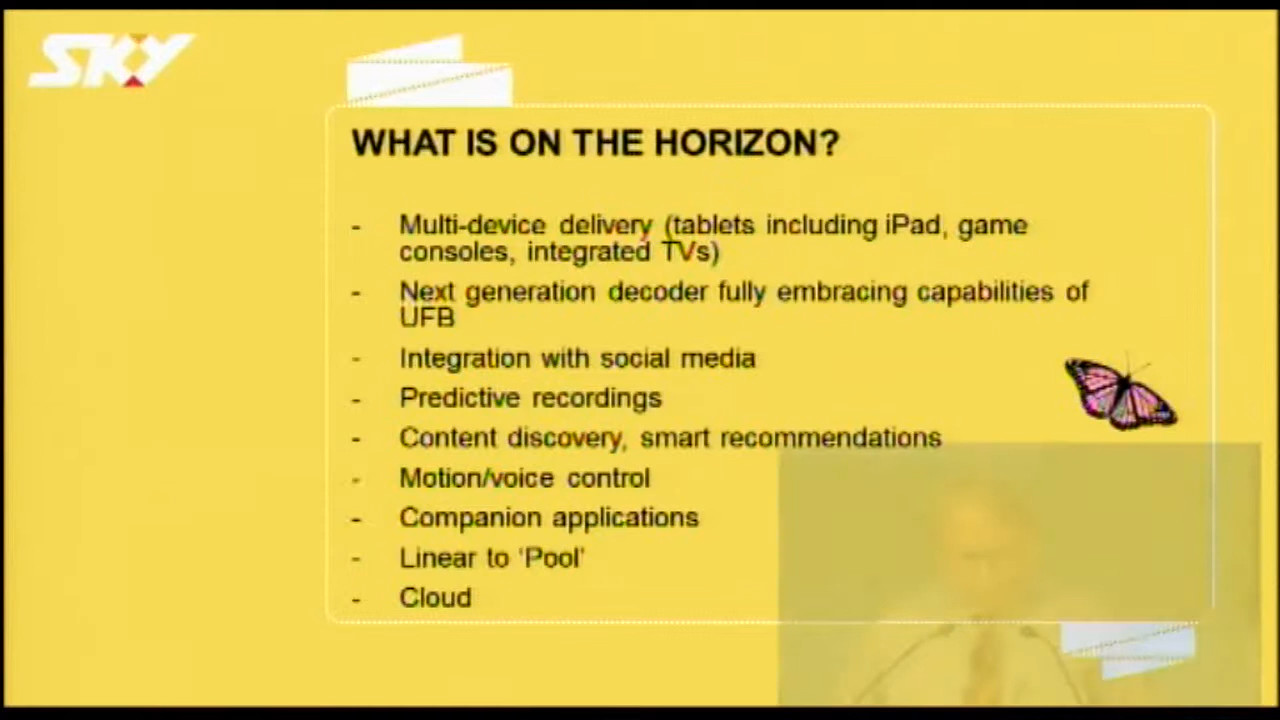 SKY
WHAT IS ON THE HORIZON?
- Multi-device delivery (tablets including iPad, game
consoles, integrated TVs)
- Next generation decoder fully embracing capabilities of
UFB
- Integration with social media
- Predictive recordings
- Content discovery, smart recommendations
- Motion/voice control
- Companion applications
- Linear to ‘Pool’
- Cloud